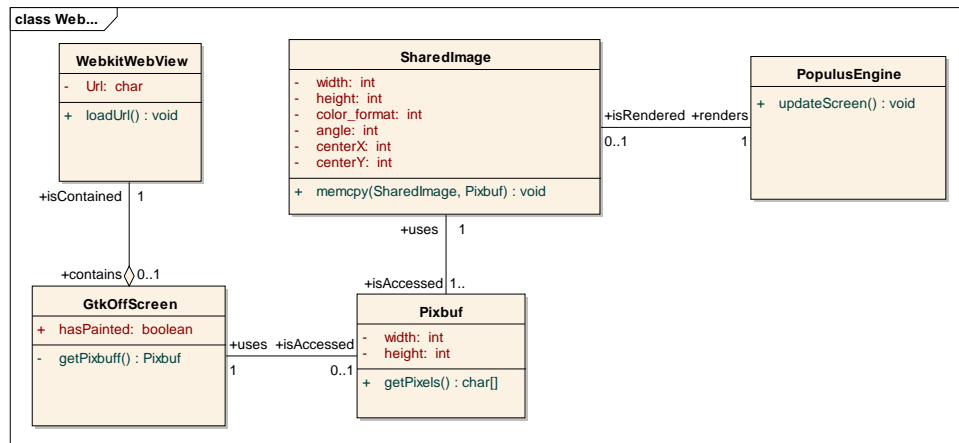 class Web...
WebkitWebView
- Url: char
+ loadUrl() : void
SharedImage
- width: int
- height: int
- color_format: int
- angle: int
- centerX: int
- centerY: int
+ memcpy(SharedImage, Pixbuf) : void
PopulusEngine
+ updateScreen() : void
+isRendered +renders
0..1 1
+isContained 1
+contains 0..1
+uses 1
+isAccessed 1..
GtkOffScreen
+ hasPainted: boolean
- getPixbuff() : Pixbuf
+uses +isAccessed
1 0..1
Pixbuf
- width: int
- height: int
+ getPixels() : char[]